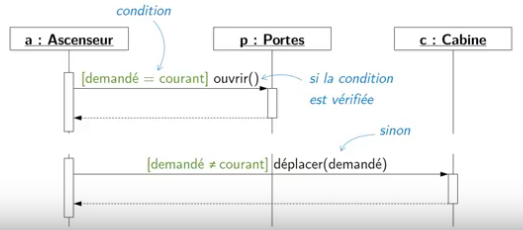 condition
a : Ascenseur
p : Portes
c : Cabine
[demandé = courant] ouvrir()
si la condition
est vérifiée
sinon
[demandé ≠ courant] déplacer(demandé)